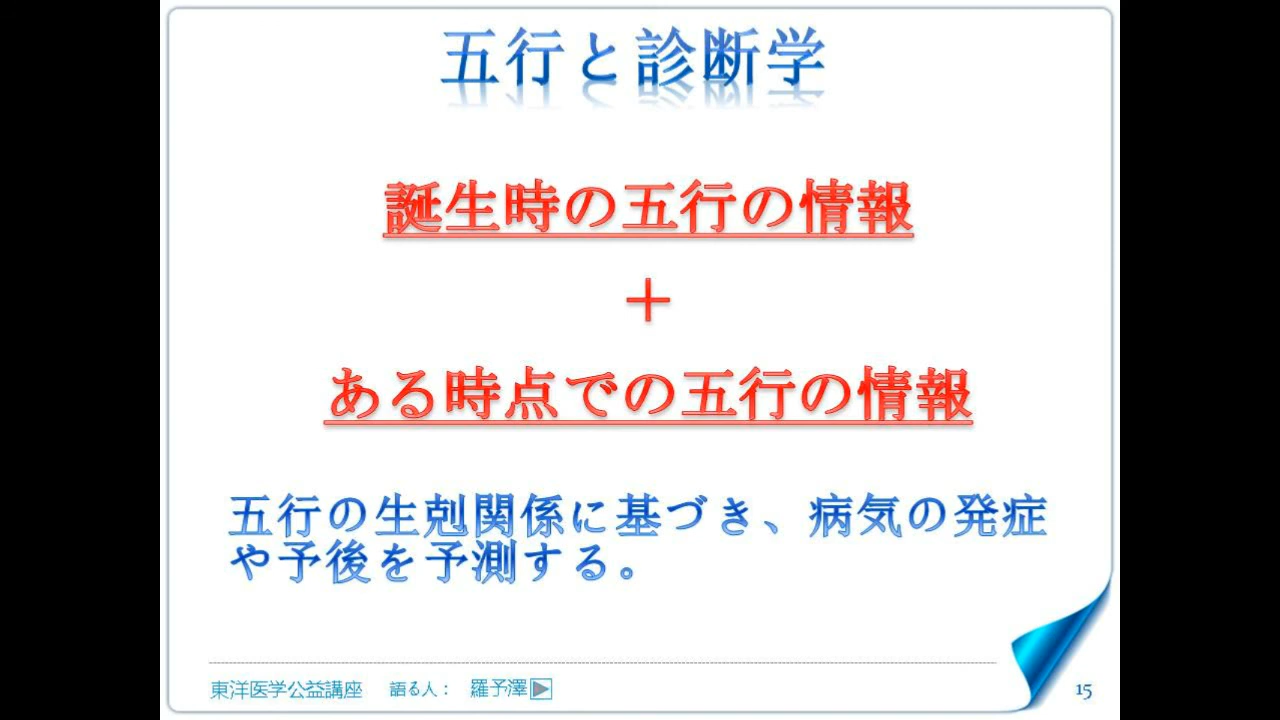 五行と診断学
誕生時の五行の情報
＋
ある時点での五行の情報
五行の生剋関係に基づき、病気の発症
や予後を予測する。
東洋医学公益講座 語る人： 羅予澤 15